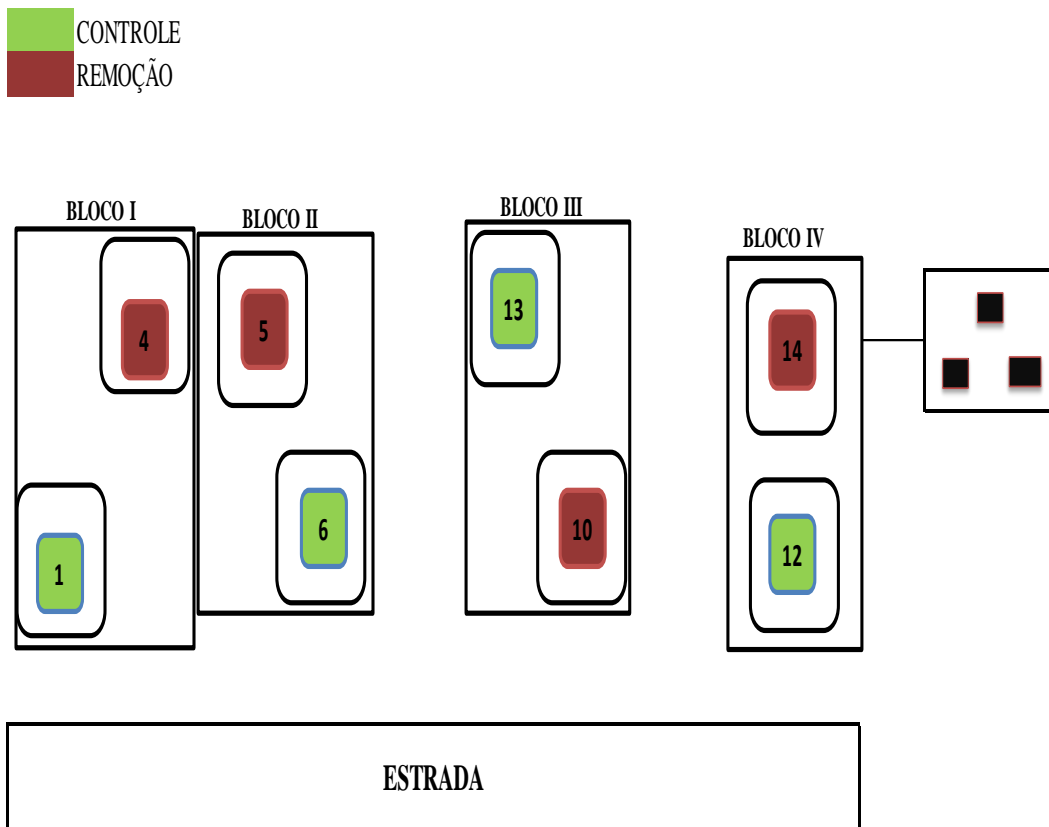 CONTROLE
REMOÇÃO
BLOCO I
BLOCO II
BLOCO III
BLOCO IV
4
5
13
14
1
6
10
12
ESTRADA